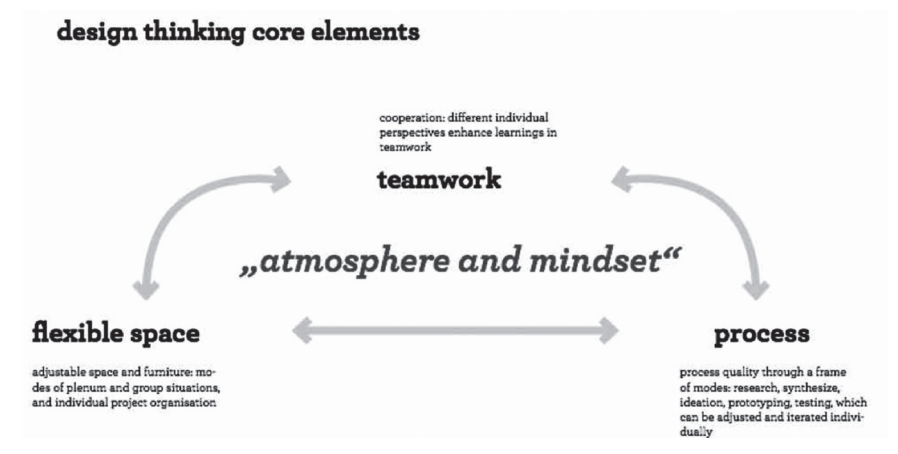 design thinking core elements
cooperation: different individual
perspectives enhance learnings in
teamwork
teamwork
„atmosphere and mindset“
flexible space
adjustable space and furniture: mo-
des of plenum and group situations,
and individual project organisation
process
process quality through a frame
of modes: research, synthesize,
ideation, prototyping, testing, which
can be adjusted and iterated indivi-
dually